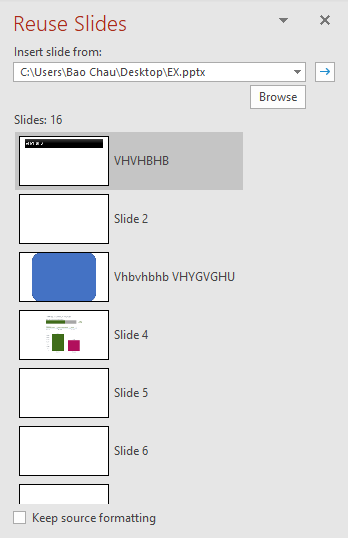 Reuse Slides
Insert slide from:
C:\Users\Bao Chau\Desktop\EX.pptx
Browse
Slides: 16
VHVHBHB
Slide 2
Vhbvhbhb VHYGVGHU
Slide 4
Slide 5
Slide 6
Keep source formatting